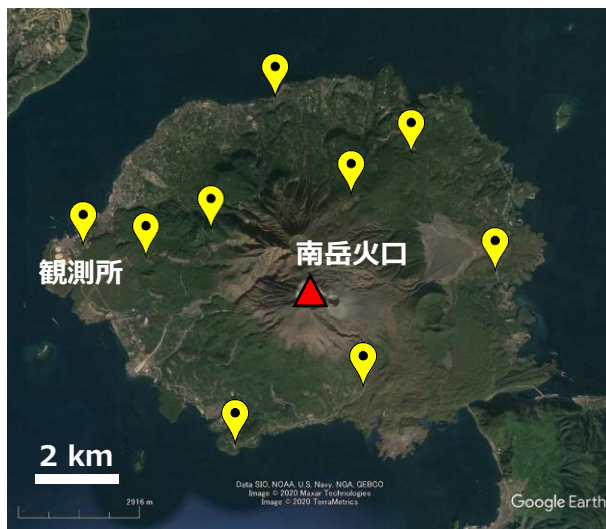 南岳火口
観測所
2 km
2916 m
Data SIO, NOAA, U.S. Navy, NGA, GEBCO
Image © 2020 Maxar Technologies
Image © 2020 TerraMetrics
Google Earth